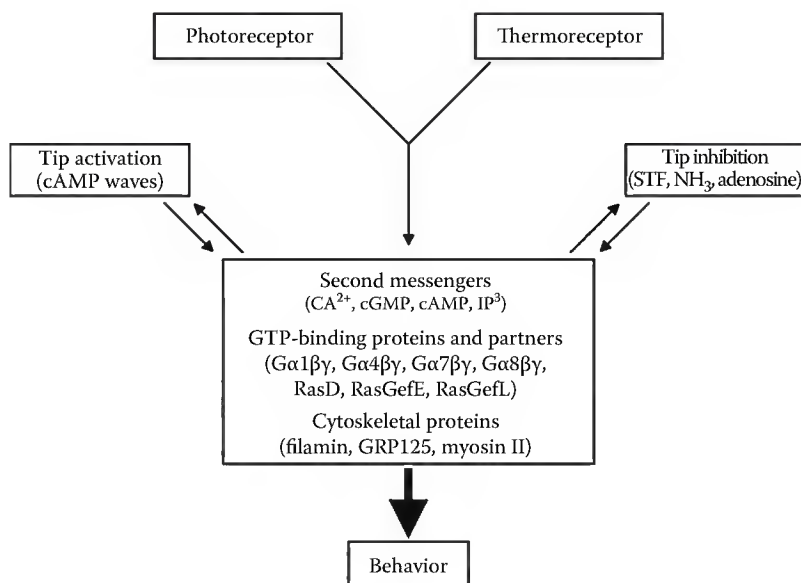 Photoreceptor
Thermoreceptor
Tip activation
(cAMP waves)
Tip inhibition
(STF, NH₃, adenosine)
Second messengers
(CA²⁺, cGMP, cAMP, IP³)
GTP-binding proteins and partners
(Gα1βγ, Gα4βγ, Gα7βγ, Gα8βγ,
RasD, RasGefE, RasGefL)
Cytoskeletal proteins
(filamin, GRP125, myosin II)
Behavior